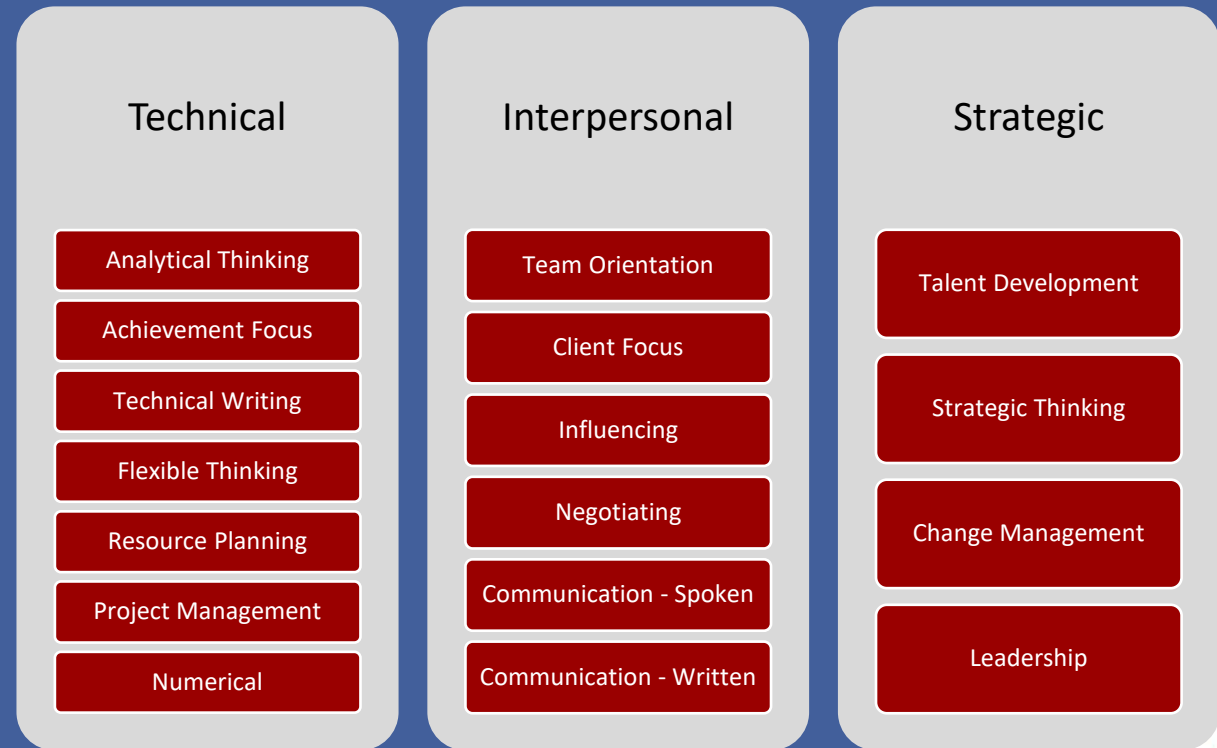 Technical
Analytical Thinking
Achievement Focus
Technical Writing
Flexible Thinking
Resource Planning
Project Management
Numerical
Interpersonal
Team Orientation
Client Focus
Influencing
Negotiating
Communication - Spoken
Communication - Written
Strategic
Talent Development
Strategic Thinking
Change Management
Leadership